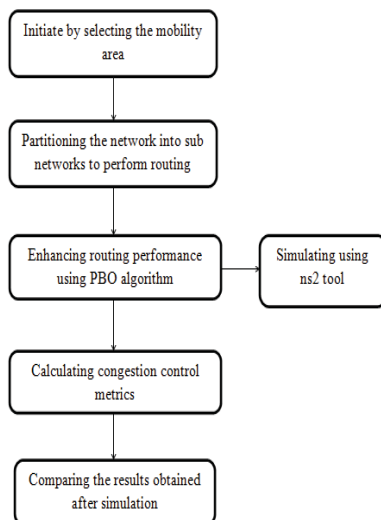 Initiate by selecting the mobility
area
Partitioning the network into sub
networks to perform routing
Enhancing routing performance
using PBO algorithm
Simulating using
ns2 tool
Calculating congestion control
metrics
Comparing the results obtained
after simulation